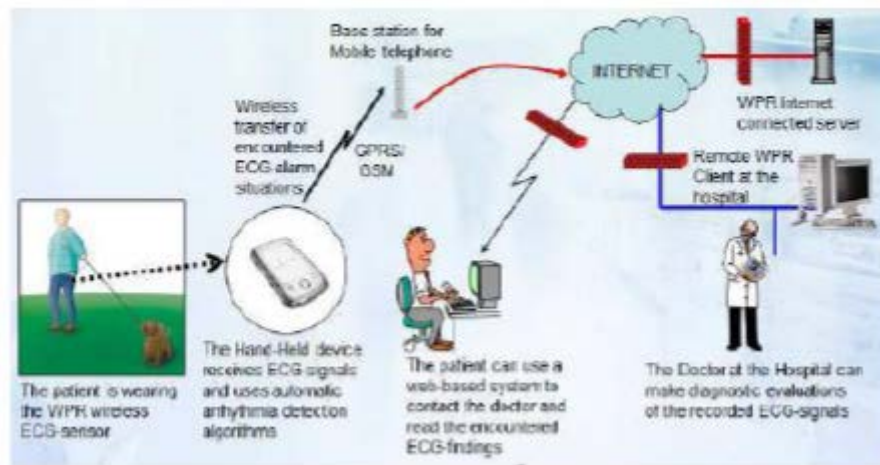 Base station for
Mobile telephone
INTERNET
WPR Internet
connected server
Wireless
transfer of
encountered
ECG-alarm
situations
GPRS/
GSM
Remote WPR
Client at the
hospital
The patient is wearing
the WPR wireless
ECG-sensor
The Hand-Held device
receives ECG-signals
and uses automatic
arrhythmia detection
algorithms
The patient can use a
web-based system to
contact the doctor and
read the encountered
ECG-findings
The Doctor at the Hospital can
make diagnostic evaluations
of the recorded ECG-signals